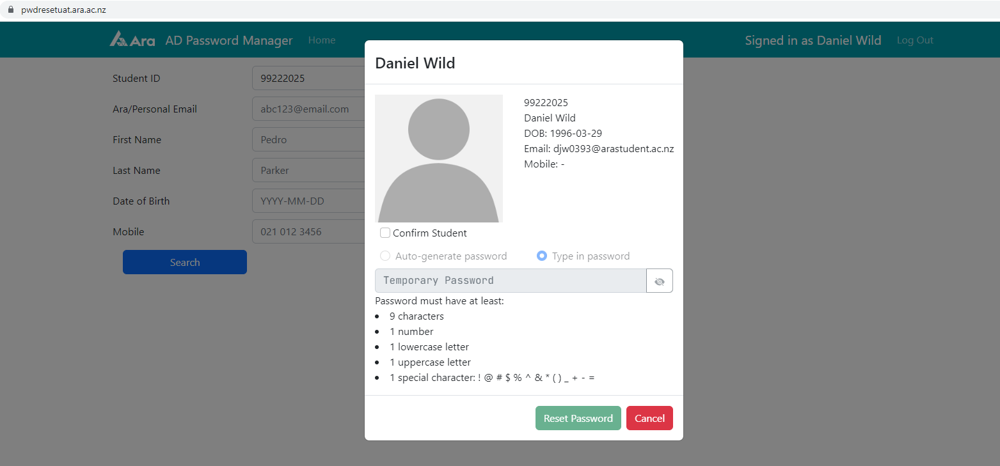 pwdresetuat.ara.ac.nz
Ara AD Password Manager Home Signed in as Daniel Wild Log Out
Student ID 99222025
Ara/Personal Email abc123@email.com
First Name Pedro
Last Name Parker
Date of Birth YYYY-MM-DD
Mobile 021 012 3456
Search
Daniel Wild
99222025
Daniel Wild
DOB: 1996-03-29
Email: djw0393@arastudent.ac.nz
Mobile: -
Confirm Student
Auto-generate password Type in password
Temporary Password
Password must have at least:
• 9 characters
• 1 number
• 1 lowercase letter
• 1 uppercase letter
• 1 special character: ! @ # $ % ^ & * ( ) _ + - =
Reset Password Cancel